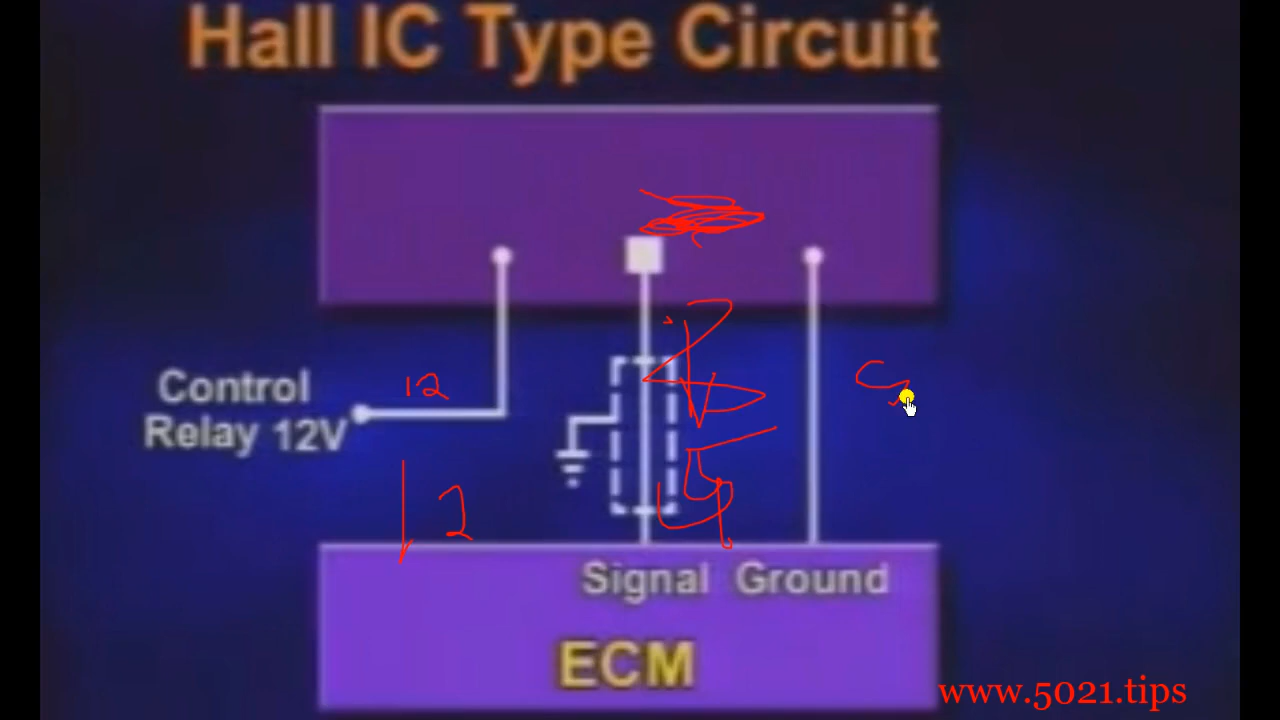 Hall IC Type Circuit
Control
Relay 12V
12
12
5
Signal Ground
ECM
www.5021.tips